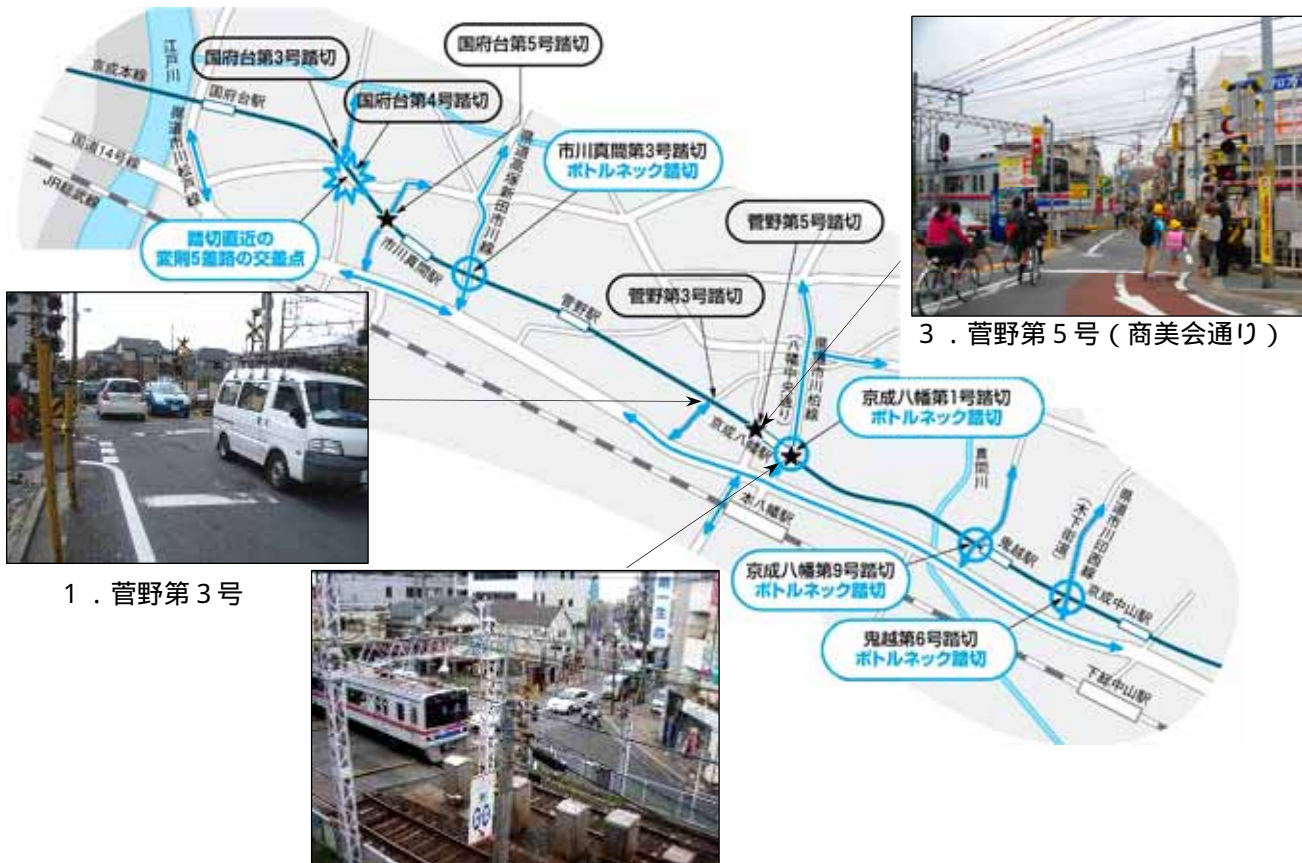 国府台第5号踏切
国府台第3号踏切
国府台第4号踏切
江戸川
京成本線
国府台駅
県道市川松戸線
国道14号線
JR総武線
県道高塚新田市川線
市川真間第3号踏切
ボトルネック踏切
踏切直近の
変則5差路の交差点
市川真間駅
菅野第5号踏切
菅野第3号踏切
菅野駅
(八幡中央通り)
県道市川柏線
京成八幡駅
京成八幡第1号踏切
ボトルネック踏切
本八幡駅
真間川
県道市川印西線
(木下街道)
鬼越駅
京成八幡第9号踏切
ボトルネック踏切
京成中山駅
鬼越第6号踏切
ボトルネック踏切
下総中山駅
3．菅野第5号（商美会通り）
1．菅野第3号
第一生命